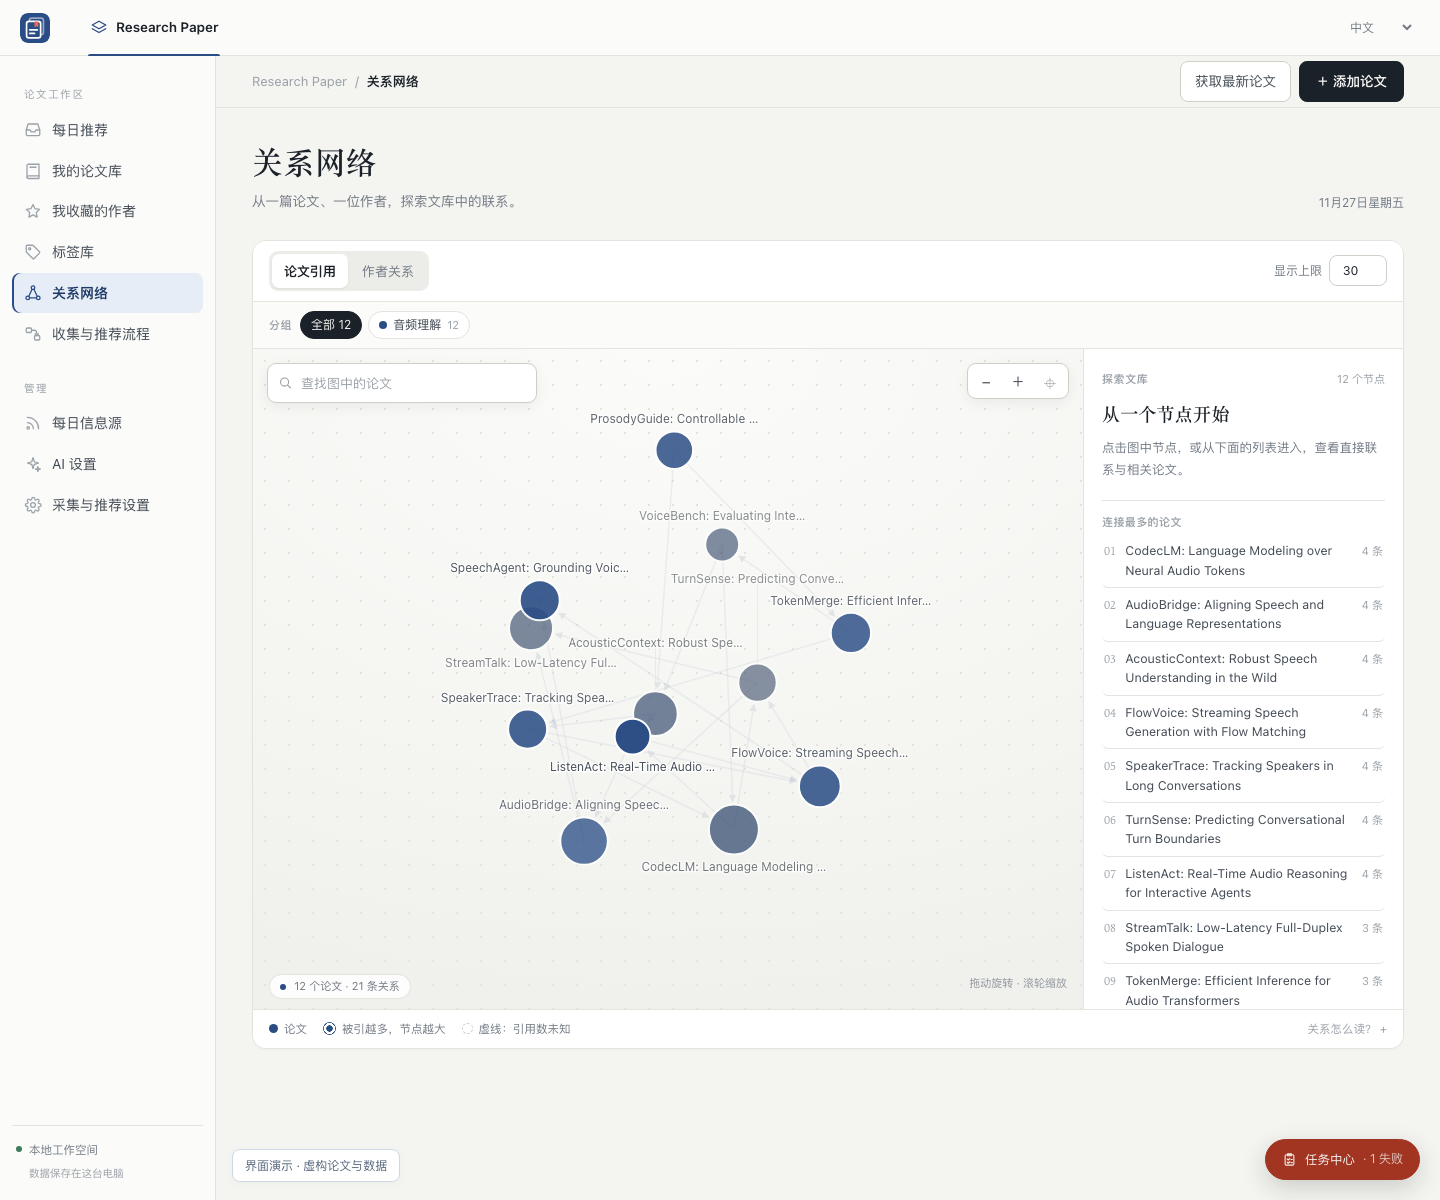 Research Paper
中文
论文工作区
每日推荐
我的论文库
我收藏的作者
标签库
关系网络
收集与推荐流程
管理
每日信息源
AI 设置
采集与推荐设置
本地工作空间
数据保存在这台电脑
Research Paper / 关系网络
获取最新论文
+ 添加论文
关系网络
从一篇论文、一位作者，探索文库中的联系。
11月27日星期五
论文引用
作者关系
显示上限 30
分组 全部 12 音频理解 12
查找图中的论文
− +
ProsodyGuide: Controllable ...
VoiceBench: Evaluating Inte...
SpeechAgent: Grounding Voic...
TurnSense: Predicting Conve...
TokenMerge: Efficient Infer...
AcousticContext: Robust Spe...
StreamTalk: Low-Latency Ful...
SpeakerTrace: Tracking Spea...
FlowVoice: Streaming Speech...
ListenAct: Real-Time Audio ...
AudioBridge: Aligning Speec...
CodecLM: Language Modeling ...
12 个论文 · 21 条关系
拖动旋转 · 滚轮缩放
探索文库
12 个节点
从一个节点开始
点击图中节点，或从下面的列表进入，查看直接联
系与相关论文。
连接最多的论文
01 CodecLM: Language Modeling over 4 条
Neural Audio Tokens
02 AudioBridge: Aligning Speech and 4 条
Language Representations
03 AcousticContext: Robust Speech 4 条
Understanding in the Wild
04 FlowVoice: Streaming Speech 4 条
Generation with Flow Matching
05 SpeakerTrace: Tracking Speakers in 4 条
Long Conversations
06 TurnSense: Predicting Conversational 4 条
Turn Boundaries
07 ListenAct: Real-Time Audio Reasoning 4 条
for Interactive Agents
08 StreamTalk: Low-Latency Full-Duplex 3 条
Spoken Dialogue
09 TokenMerge: Efficient Inference for 3 条
Audio Transformers
论文
被引越多，节点越大
虚线：引用数未知
关系怎么读? +
界面演示 · 虚构论文与数据
任务中心 · 1 失败